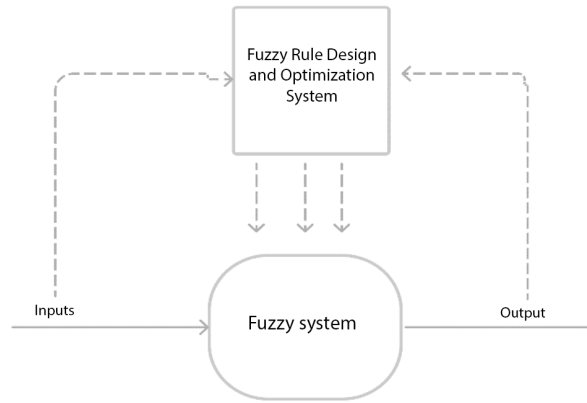 Fuzzy Rule Design
and Optimization
System
Inputs
Fuzzy system
Output